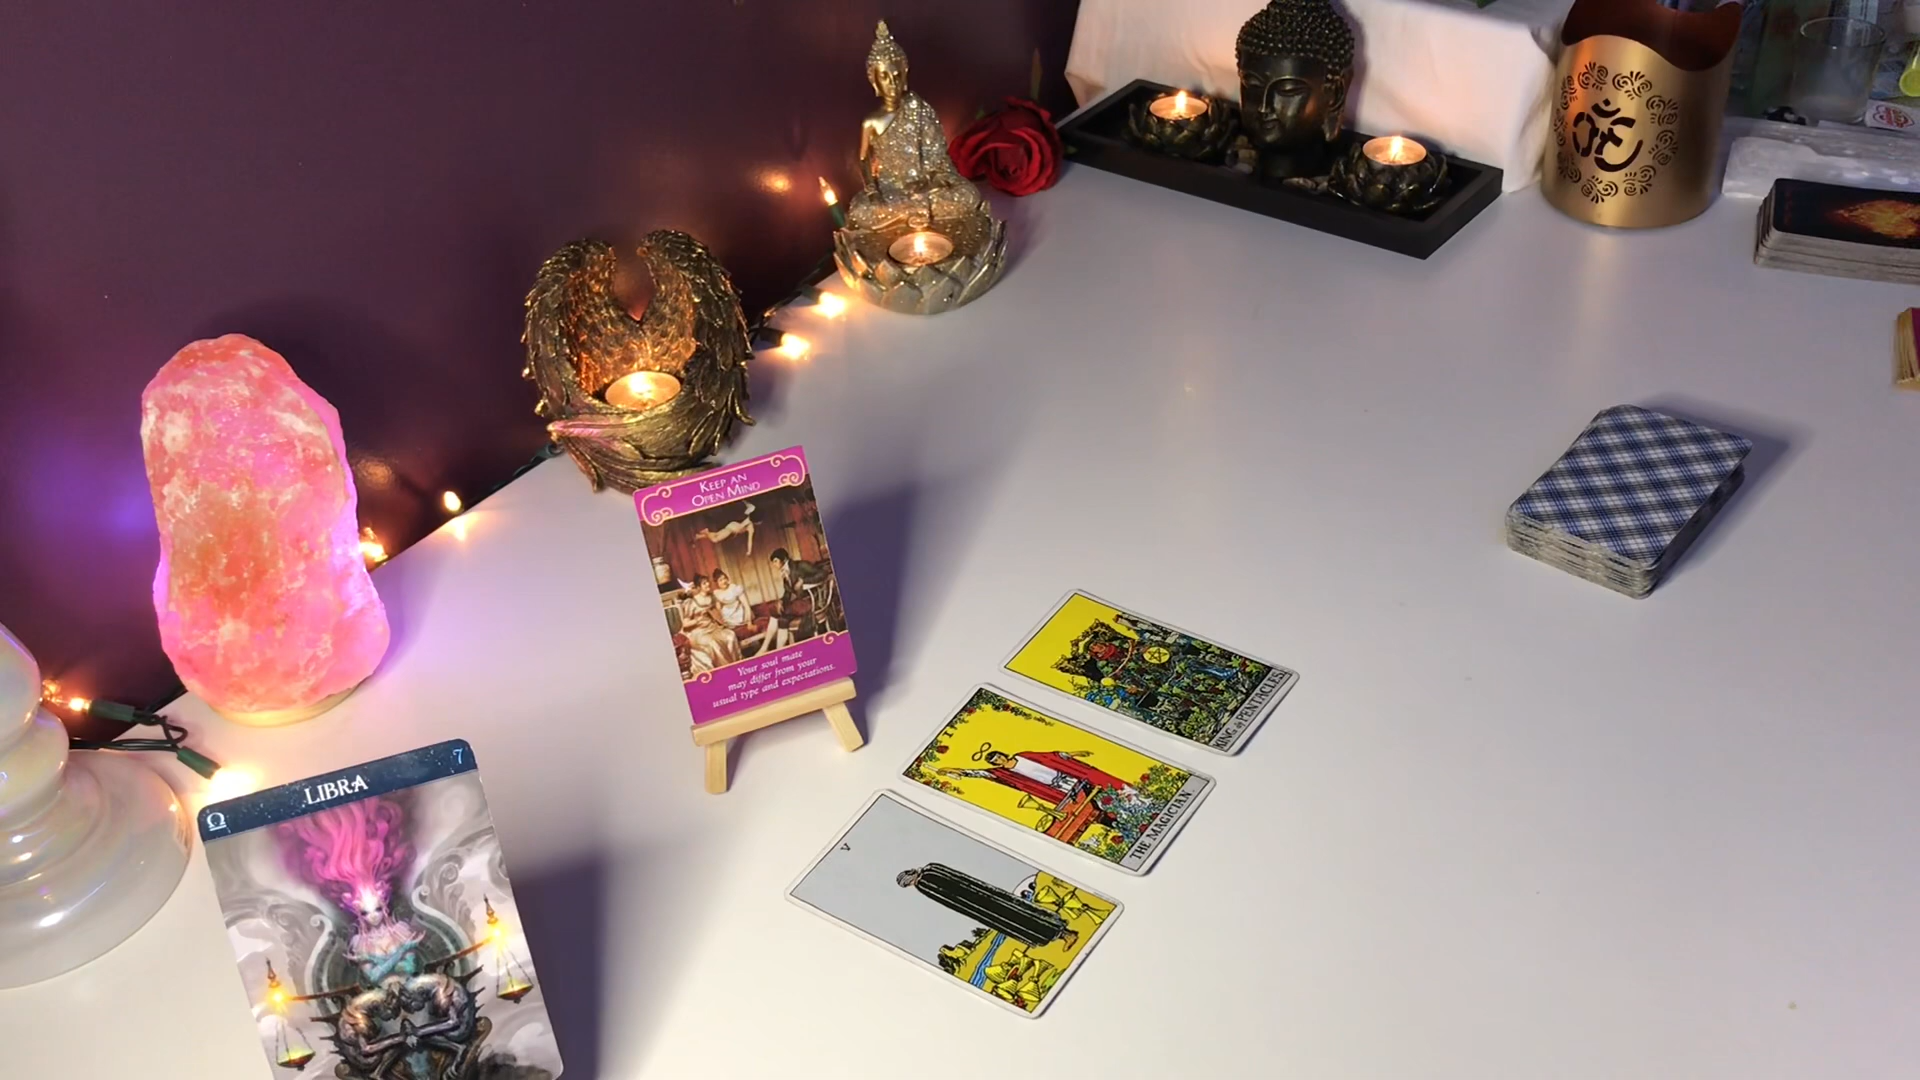 KEEP AN
OPEN MIND
Your soul mate
may differ from your
usual type and expectations.
LIBRA
7
KING of PENTACLES.
I
THE MAGICIAN.
V
ॐ